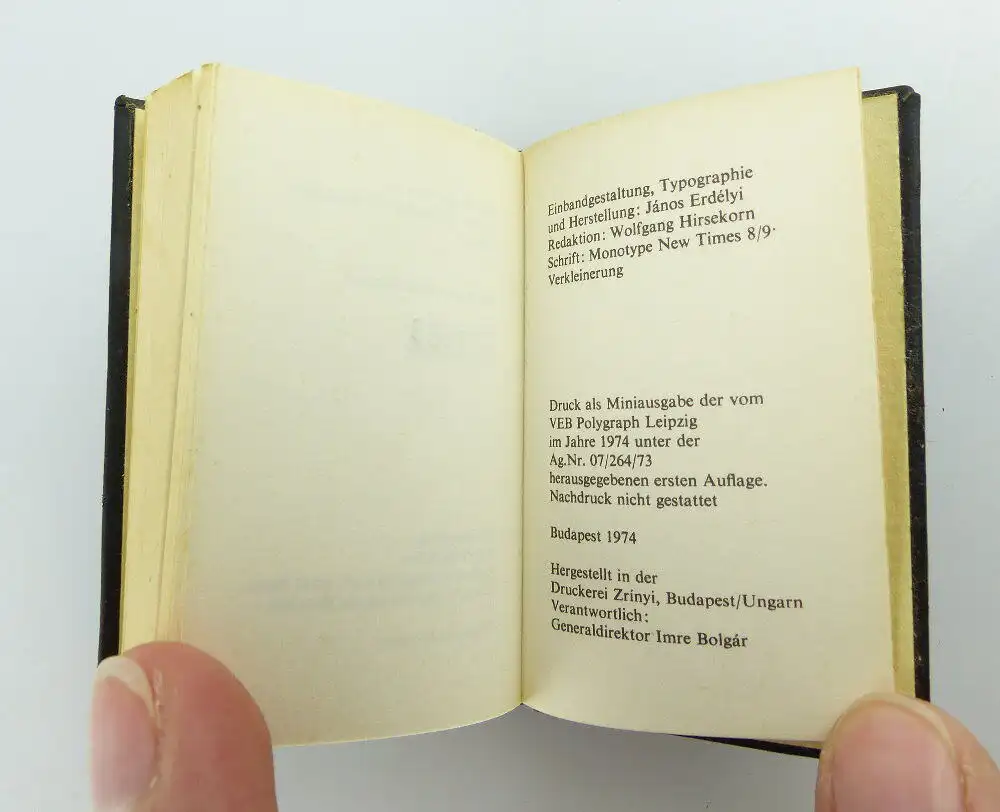 Einbandgestaltung, Typographie
und Herstellung: János Erdélyi
Redaktion: Wolfgang Hirsekorn
Schrift: Monotype New Times 8/9·
Verkleinerung
Druck als Miniausgabe der vom
VEB Polygraph Leipzig
im Jahre 1974 unter der
Ag.Nr. 07/264/73
herausgegebenen ersten Auflage.
Nachdruck nicht gestattet
Budapest 1974
Hergestellt in der
Druckerei Zrínyi, Budapest/Ungarn
Verantwortlich:
Generaldirektor Imre Bolgár